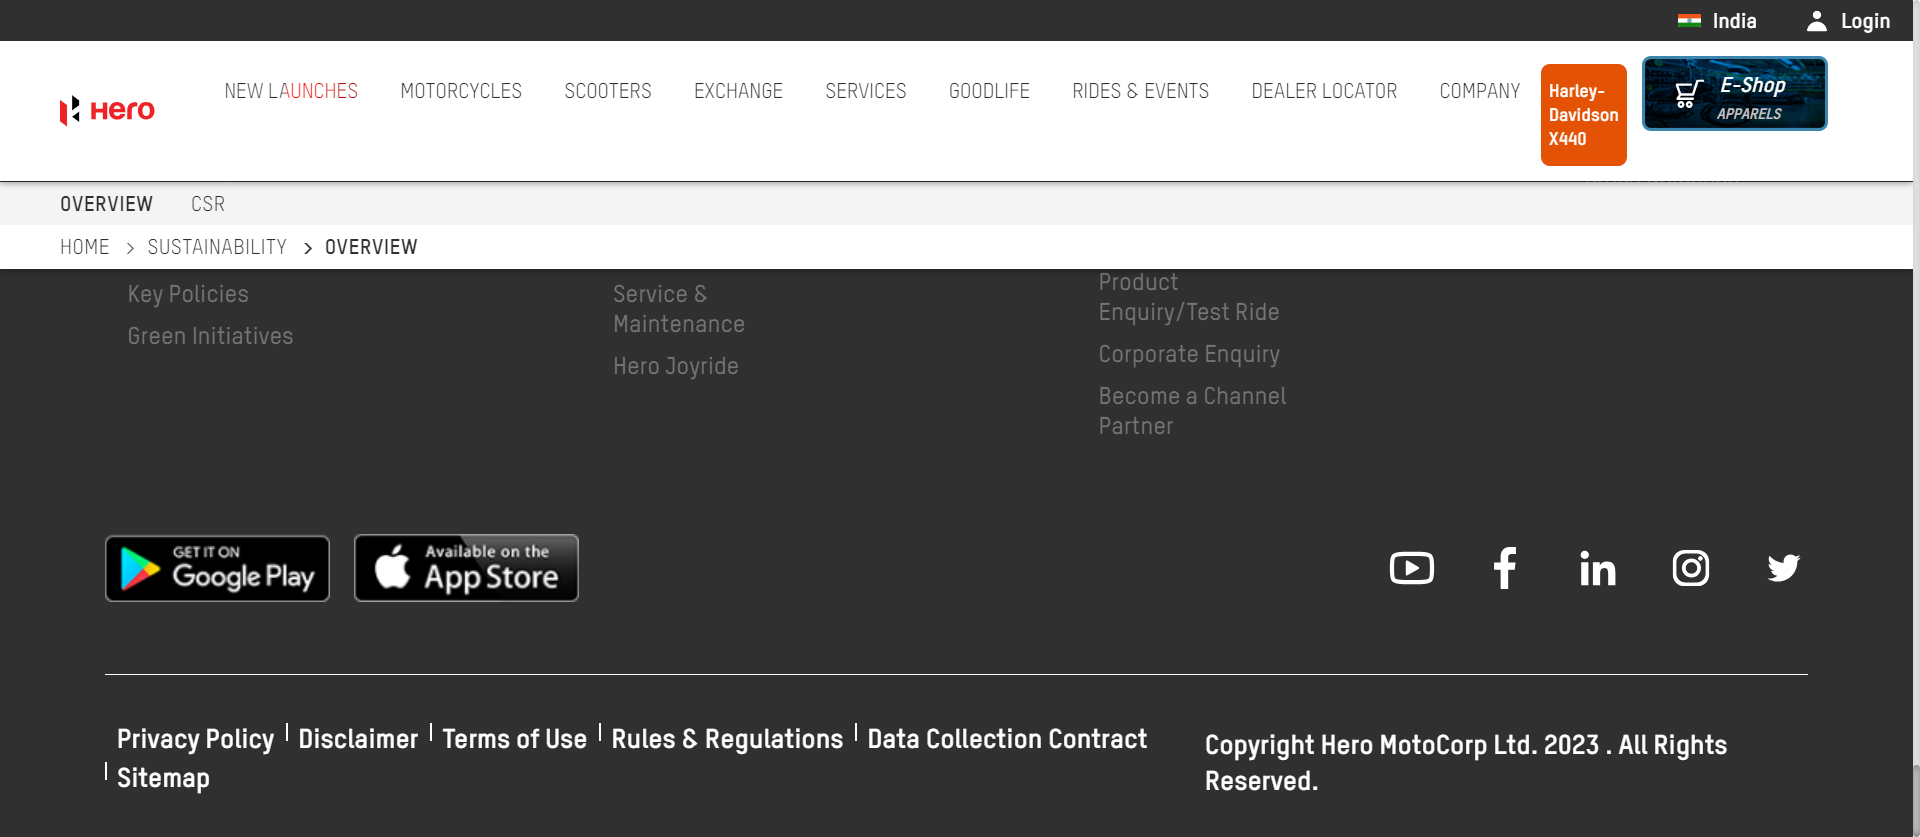 India Login
Hero
NEW LAUNCHES MOTORCYCLES SCOOTERS EXCHANGE SERVICES GOODLIFE RIDES & EVENTS DEALER LOCATOR COMPANY
Harley-
Davidson
X440
E-Shop
APPARELS
OVERVIEW CSR
HOME > SUSTAINABILITY > OVERVIEW
Key Policies
Green Initiatives
Service &
Maintenance
Hero Joyride
Product
Enquiry/Test Ride
Corporate Enquiry
Become a Channel
Partner
GET IT ON
Google Play
Available on the
App Store
Privacy Policy | Disclaimer | Terms of Use | Rules & Regulations | Data Collection Contract
| Sitemap
Copyright Hero MotoCorp Ltd. 2023 . All Rights
Reserved.